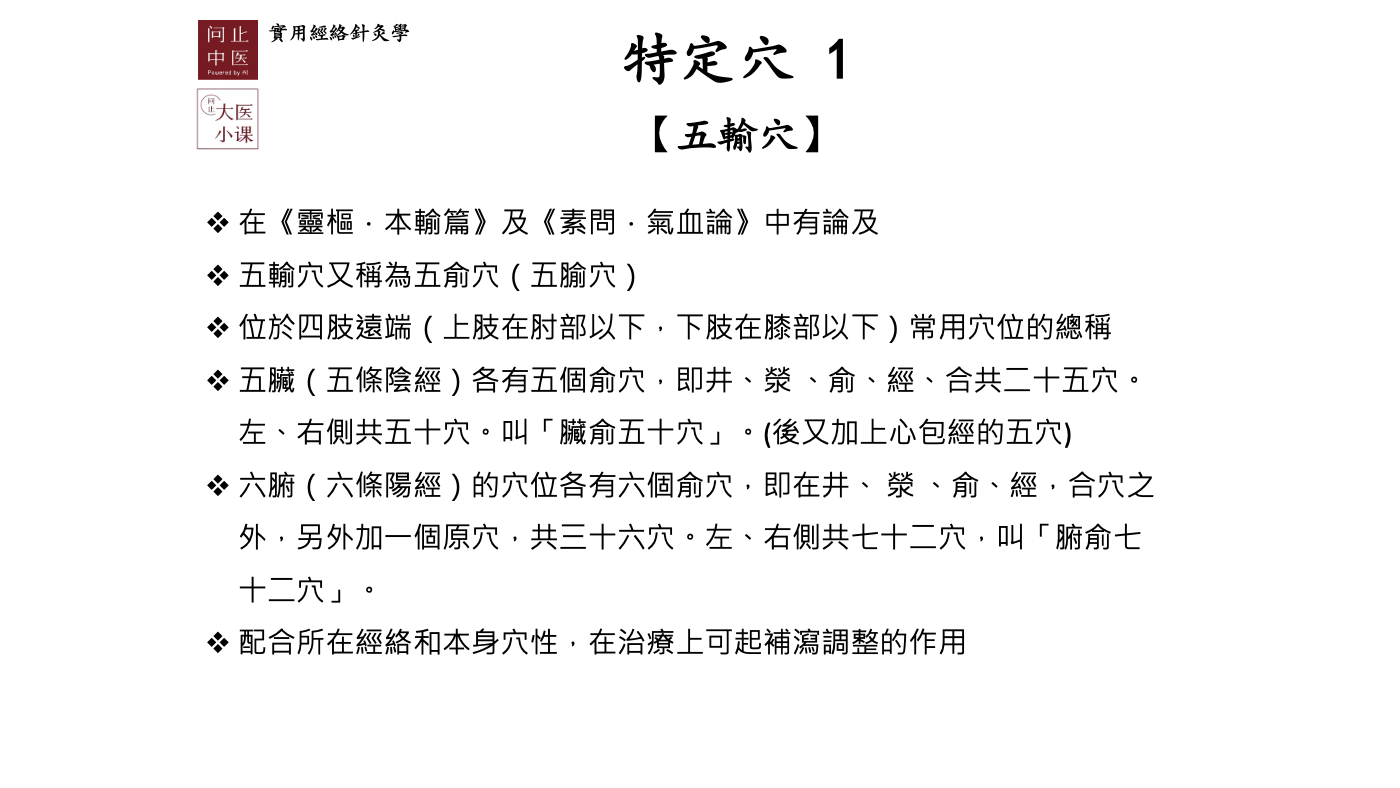 问止
中医
Powered by AI
實用經絡針灸學
问止
大医
小课
特定穴 1
【五輸穴】
❖ 在《靈樞．本輸篇》及《素問．氣血論》中有論及
❖ 五輸穴又稱為五俞穴（五腧穴）
❖ 位於四肢遠端（上肢在肘部以下，下肢在膝部以下）常用穴位的總稱
❖ 五臟（五條陰經）各有五個俞穴，即井、滎 、俞、經、合共二十五穴。
左、右側共五十穴。叫「臟俞五十穴」。(後又加上心包經的五穴)
❖ 六腑（六條陽經）的穴位各有六個俞穴，即在井、 滎 、俞、經，合穴之
外，另外加一個原穴，共三十六穴。左、右側共七十二穴，叫「腑俞七
十二穴」。
❖ 配合所在經絡和本身穴性，在治療上可起補瀉調整的作用